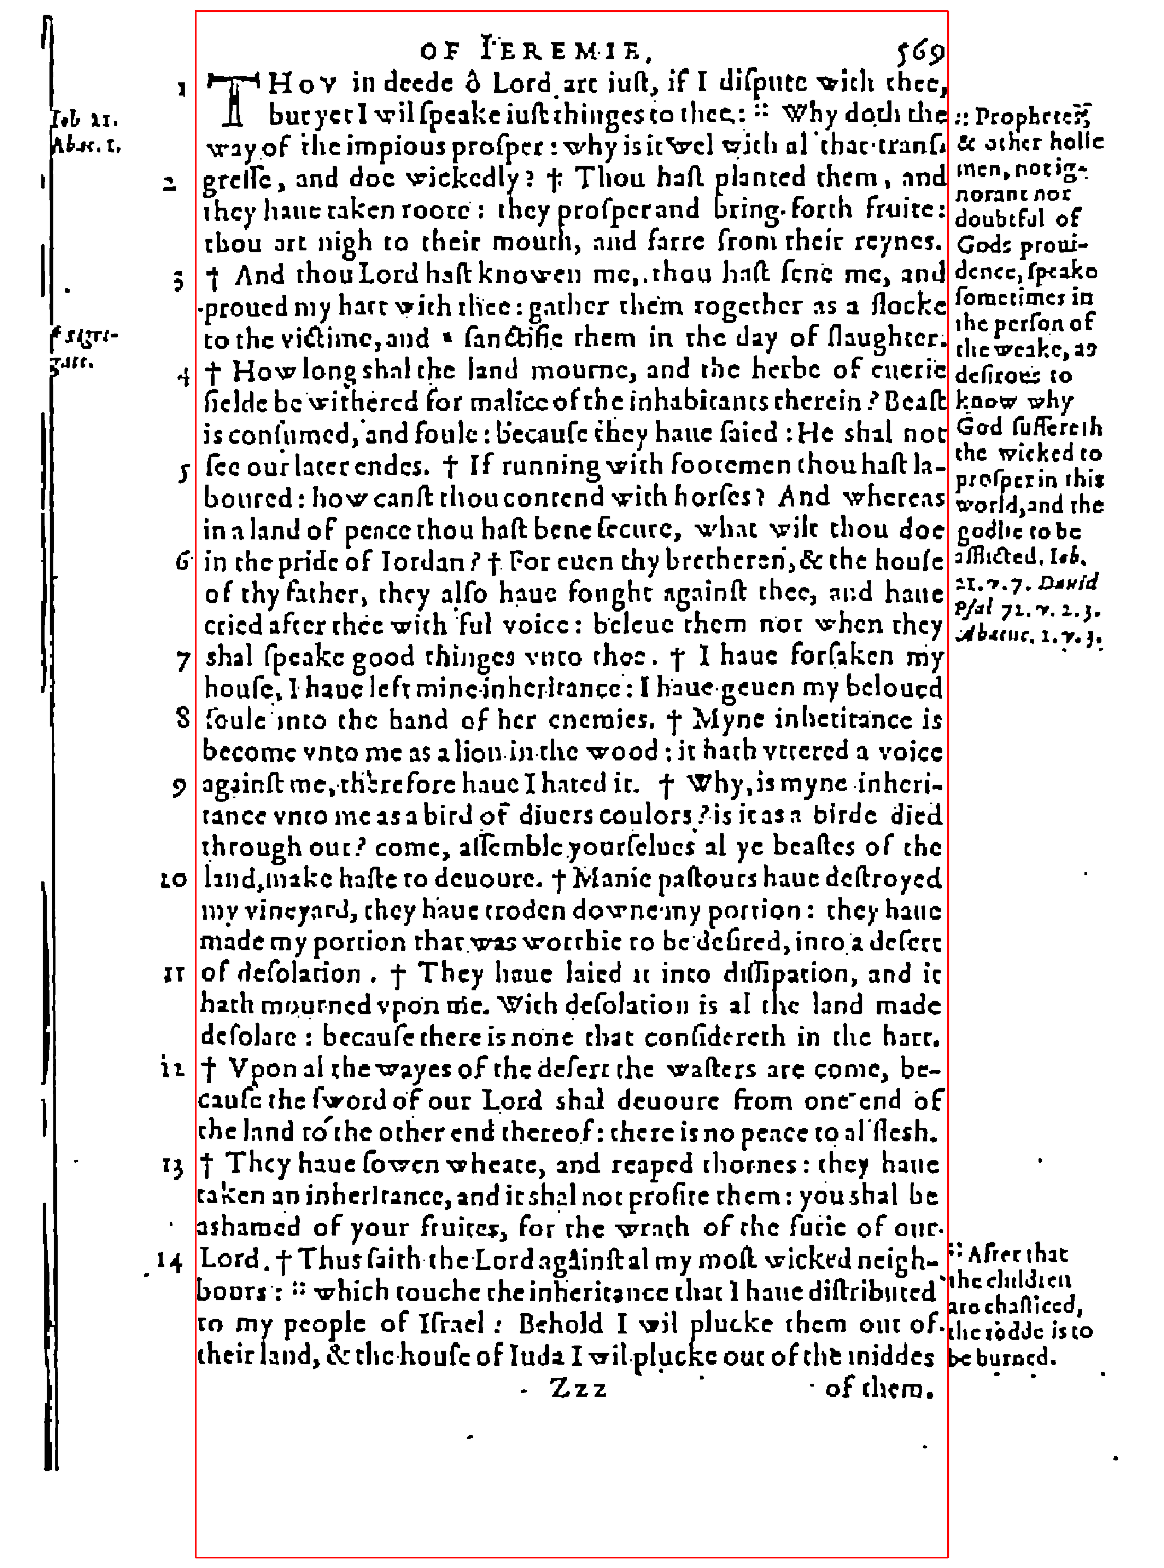 OF IEREMIE. 569
1 THOV in deede ô Lord art iuſt, if I diſpute with thee,
but yet I wil ſpeake iuſt thinges to thee: :: Why doth the
way of the impious proſper: why is it wel with al that tranſ-
2 greſſe, and doe wickedly? † Thou haſt planted them, and
they haue taken roote: they proſper and bring forth fruite:
thou art nigh to their mouth, and farre from their reynes.
3 † And thou Lord haſt knowen me, thou haſt ſene me, and
proued my hart with thee: gather them together as a flocke
to the victime, and " ſanctifie them in the day of ſlaughter.
4 † How long shal the land mourne, and the herbe of euerie
fielde be withered for malice of the inhabitants therein? Beaſt
is conſumed, and foule: becauſe they haue ſaied: He shal not
5 ſee our later endes. † If running with footemen thou haſt la-
boured: how canſt thou contend with horſes? And whereas
in a land of peace thou haſt bene ſecure, what wilt thou doe
6 in the pride of Iordan? † For euen thy bretheren, & the houſe
of thy father, they alſo haue fought againſt thee, and haue
cried after thee with ful voice: beleue them not when they
7 shal ſpeake good thinges vnto thee. † I haue forſaken my
houſe, I haue left mine inheritance: I haue geuen my beloued
8 ſoule into the hand of her enemies. † Myne inheritance is
become vnto me as a lion in the wood: it hath vttered a voice
9 againſt me, therefore haue I hated it. † Why, is myne inheri-
tance vnto me as a bird of diuers coulors? is it as a birde died
through out? come, aſſemble yourſelues al ye beaſtes of the
10 land, make haſte to deuoure. † Manie paſtours haue deſtroyed
my vineyard, they haue troden downe my portion: they haue
made my portion that was worthie to be deſired, into a deſert
11 of deſolation. † They haue laied it into diſſipation, and it
hath mourned vpon me. With deſolation is al the land made
deſolate: becauſe there is none that conſidereth in the hart.
12 † Vpon al the wayes of the deſert the waſters are come, be-
cauſe the ſword of our Lord shal deuoure from one end of
the land to the other end thereof: there is no peace to al flesh.
13 † They haue ſowen wheate, and reaped thornes: they haue
taken an inheritance, and it shal not profite them: you shal be
ashamed of your fruites, for the wrath of the furie of our
14 Lord. † Thus ſaith the Lord againſt al my moſt wicked neigh-
bours: :: which touche the inheritance that I haue diſtributed
to my people of Iſrael: Behold I wil plucke them out of
their land, & the houſe of Iuda I wil plucke out of the middes
Zzz of them.
Iob 21.
Abac. 1.
:: Prophetes,
& other holie
men, not ig-
norant nor
doubtful of
Gods proui-
dence, ſpeake
ſometimes in
the perſon of
the weake, as
deſirous to
know why
God ſuffereth
the wicked to
proſper in this
world, and the
godlie to be
afflicted. Iob.
21. v. 7. Dauid
Pſal 72. v. 2. 3.
Abacuc. 1. v. 3.
:: After that
the children
are chaſticed,
the rodde is to
be burned.